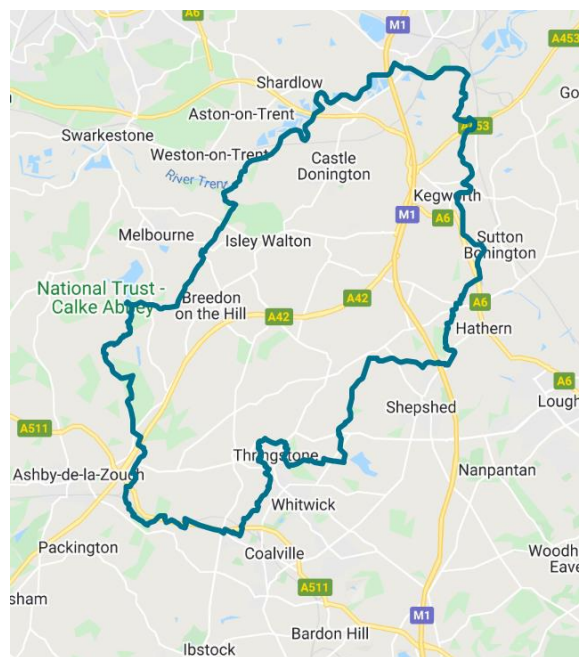 A6
M1
A453
Go
Shardlow
Aston-on-Trent
A453
Swarkestone
Weston-on-Trent
Castle
Donington
River Trent
Kegworth
M1
A6
Melbourne
Isley Walton
Sutton
Bonington
National Trust -
Calke Abbey
Breedon
on the Hill
A42
A42
A6
Hathern
A6
Lough
Shepshed
A511
Thringstone
Ashby-de-la-Zouch
Nanpantan
Whitwick
Packington
Coalville
Woodh
Eave
A511
sham
M1
Bardon Hill
Ibstock